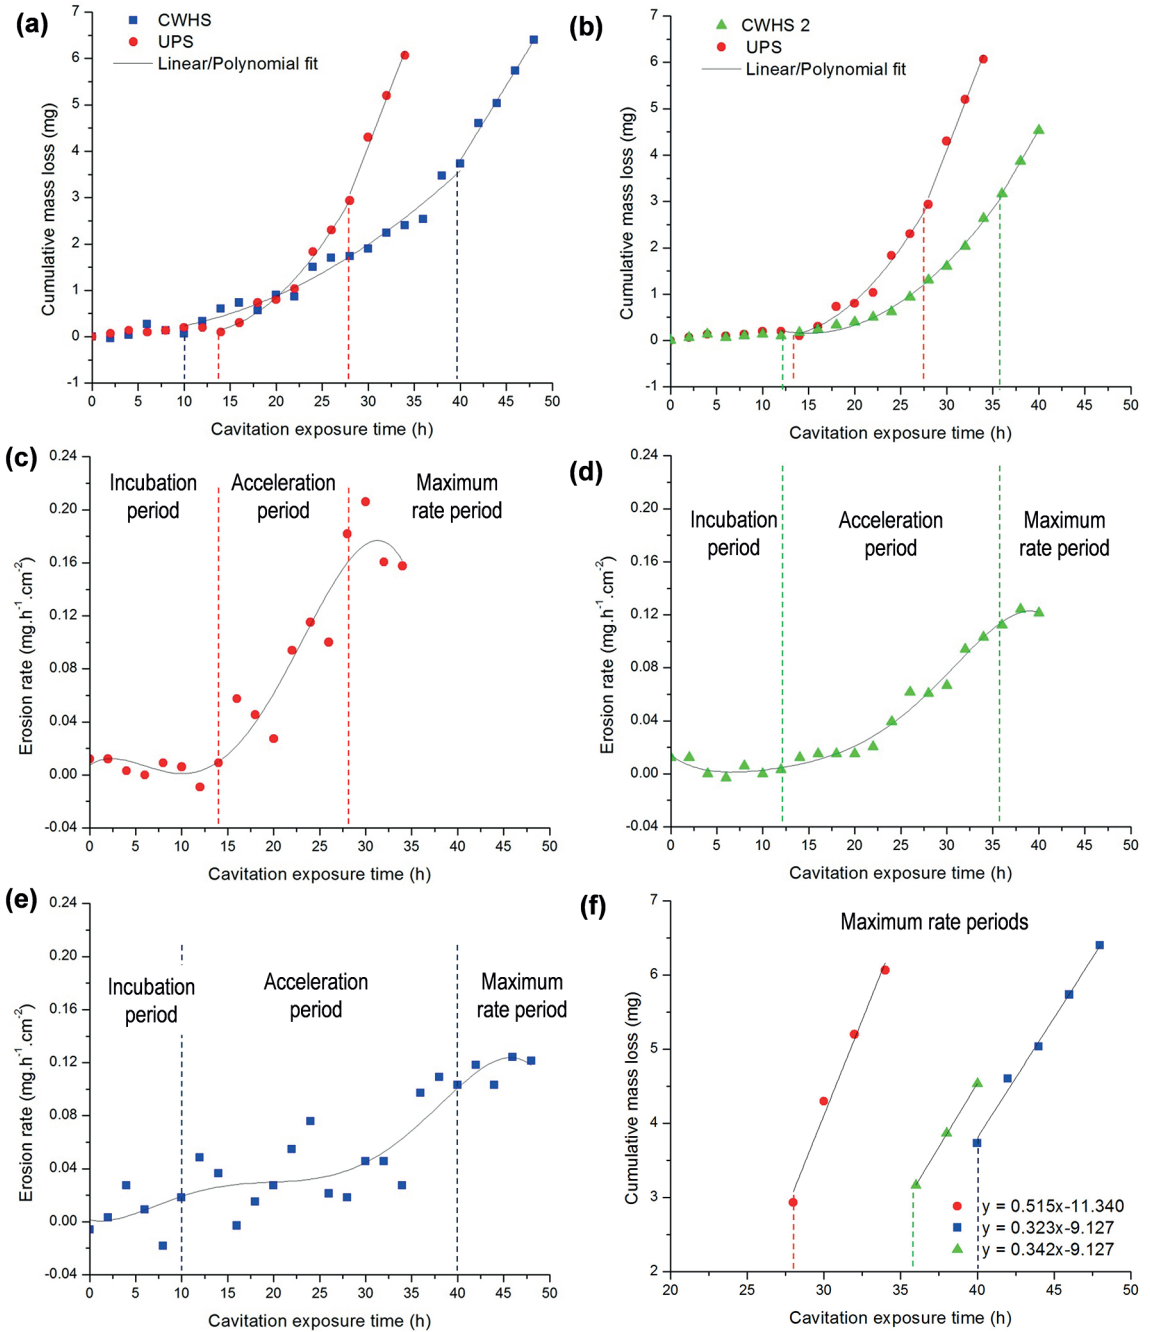 (a)
CWHS
UPS
Linear/Polynomial fit
7
6
5
4
3
2
1
0
-1
Cumulative mass loss (mg)
0 5 10 15 20 25 30 35 40 45 50
Cavitation exposure time (h)
(b)
CWHS 2
UPS
Linear/Polynomial fit
7
6
5
4
3
2
1
0
-1
Cumulative mass loss (mg)
0 5 10 15 20 25 30 35 40 45 50
Cavitation exposure time (h)
(c)
Incubation
period
Acceleration
period
Maximum
rate period
0.24
0.20
0.16
0.12
0.08
0.04
0.00
-0.04
Erosion rate (mg.h-1.cm-2)
0 5 10 15 20 25 30 35 40 45 50
Cavitation exposure time (h)
(d)
Incubation
period
Acceleration
period
Maximum
rate period
0.24
0.20
0.16
0.12
0.08
0.04
0.00
-0.04
Erosion rate (mg.h-1.cm-2)
0 5 10 15 20 25 30 35 40 45 50
Cavitation exposure time (h)
(e)
Incubation
period
Acceleration
period
Maximum
rate period
0.24
0.20
0.16
0.12
0.08
0.04
0.00
-0.04
Erosion rate (mg.h-1.cm-2)
0 5 10 15 20 25 30 35 40 45 50
Cavitation exposure time (h)
(f)
Maximum rate periods
7
6
5
4
3
2
Cumulative mass loss (mg)
y = 0.515x-11.340
y = 0.323x-9.127
y = 0.342x-9.127
20 25 30 35 40 45 50
Cavitation exposure time (h)